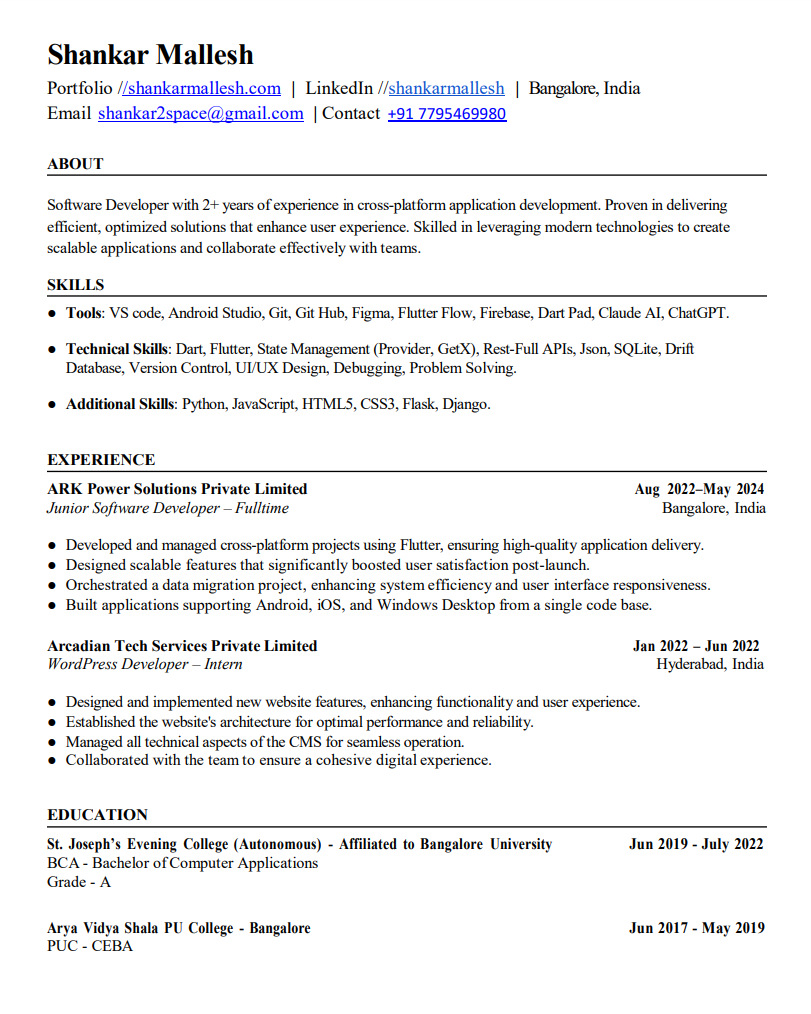 Shankar Mallesh
Portfolio //shankarmallesh.com | LinkedIn //shankarmallesh | Bangalore, India
Email shankar2space@gmail.com | Contact +91 7795469980
ABOUT
Software Developer with 2+ years of experience in cross-platform application development. Proven in delivering
efficient, optimized solutions that enhance user experience. Skilled in leveraging modern technologies to create
scalable applications and collaborate effectively with teams.
SKILLS
● Tools: VS code, Android Studio, Git, Git Hub, Figma, Flutter Flow, Firebase, Dart Pad, Claude AI, ChatGPT.
● Technical Skills: Dart, Flutter, State Management (Provider, GetX), Rest-Full APIs, Json, SQLite, Drift
Database, Version Control, UI/UX Design, Debugging, Problem Solving.
● Additional Skills: Python, JavaScript, HTML5, CSS3, Flask, Django.
EXPERIENCE
ARK Power Solutions Private Limited Aug 2022–May 2024
Junior Software Developer – Fulltime Bangalore, India
● Developed and managed cross-platform projects using Flutter, ensuring high-quality application delivery.
● Designed scalable features that significantly boosted user satisfaction post-launch.
● Orchestrated a data migration project, enhancing system efficiency and user interface responsiveness.
● Built applications supporting Android, iOS, and Windows Desktop from a single code base.
Arcadian Tech Services Private Limited Jan 2022 – Jun 2022
WordPress Developer – Intern Hyderabad, India
● Designed and implemented new website features, enhancing functionality and user experience.
● Established the website's architecture for optimal performance and reliability.
● Managed all technical aspects of the CMS for seamless operation.
● Collaborated with the team to ensure a cohesive digital experience.
EDUCATION
St. Joseph’s Evening College (Autonomous) - Affiliated to Bangalore University Jun 2019 - July 2022
BCA - Bachelor of Computer Applications
Grade - A
Arya Vidya Shala PU College - Bangalore Jun 2017 - May 2019
PUC - CEBA